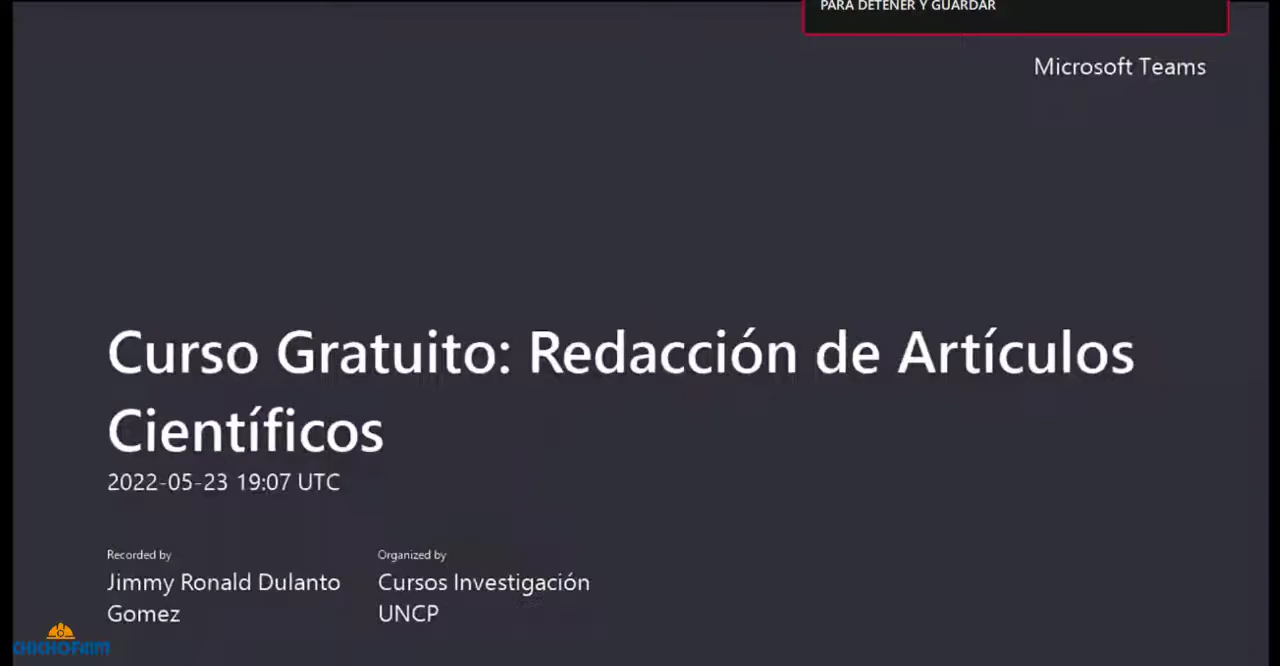 PARA DETENER Y GUARDAR
Microsoft Teams
Curso Gratuito: Redacción de Artículos
Científicos
2022-05-23 19:07 UTC
Recorded by
Organized by
Jimmy Ronald Dulanto
Gomez
Cursos Investigación
UNCP